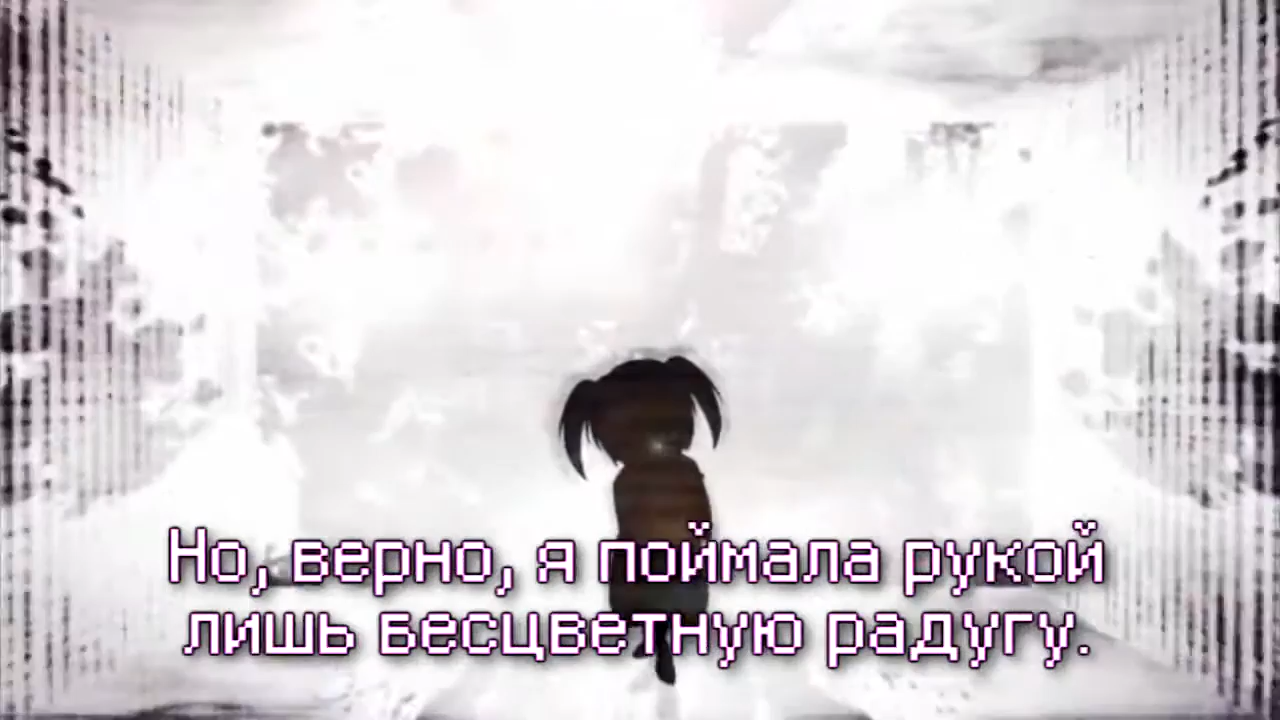 Но, верно, я поймала рукой
лишь бесцветную радугу.